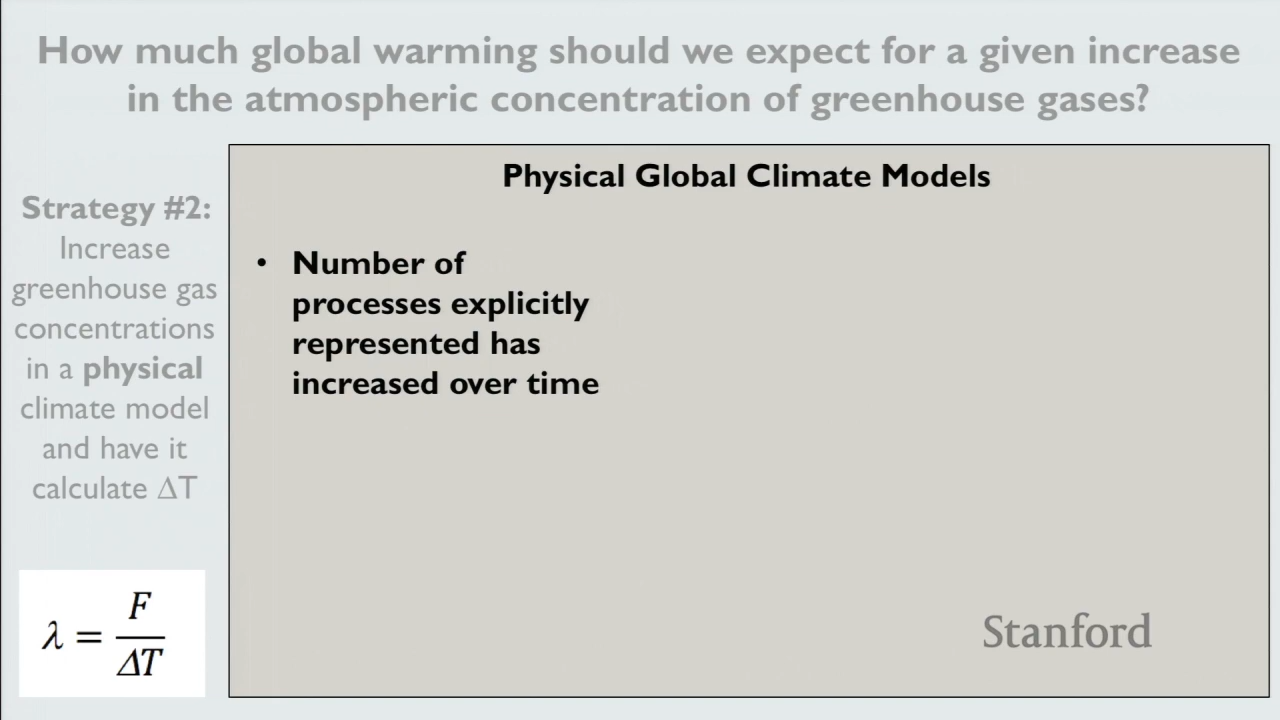 How much global warming should we expect for a given increase
in the atmospheric concentration of greenhouse gases?
Strategy #2:
Increase
greenhouse gas
concentrations
in a physical
climate model
and have it
calculate ΔT
λ = F / ΔT
Physical Global Climate Models
• Number of
processes explicitly
represented has
increased over time
Stanford